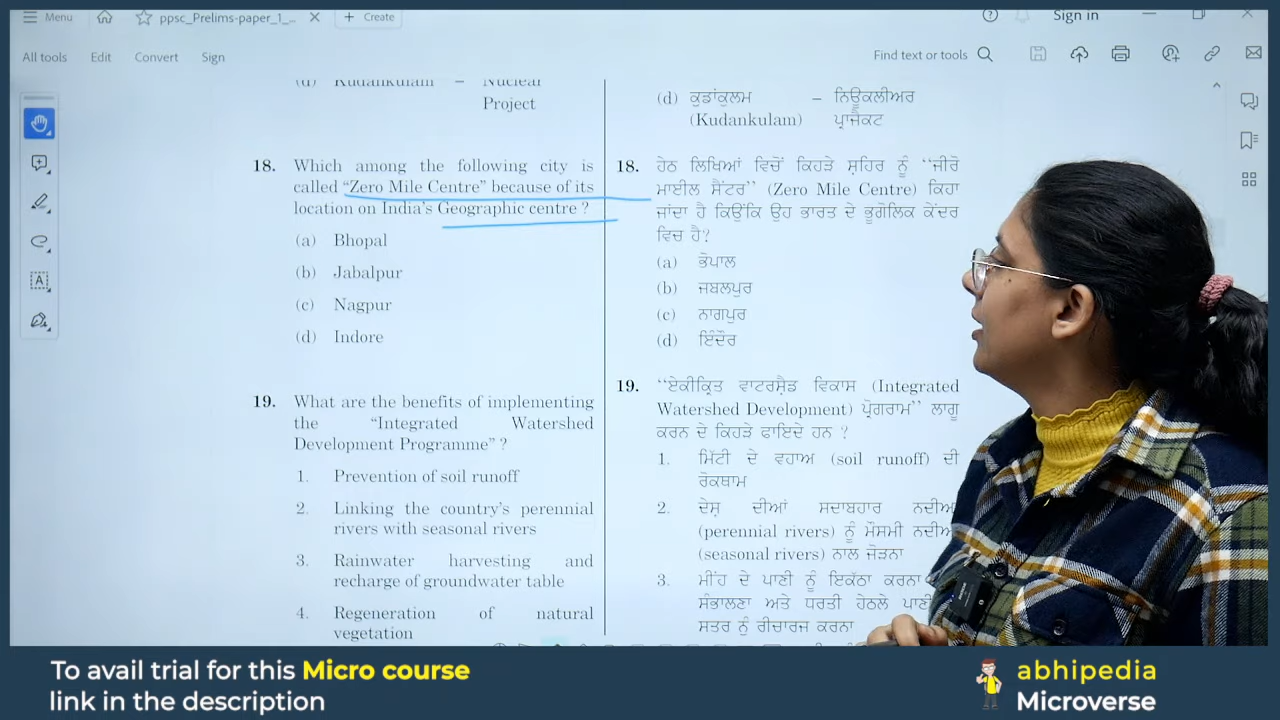 Menu
ppsc_Prelims-paper_1_...
Create
Sign in
All tools Edit Convert Sign
Find text or tools
(d) Kudankulam – Nuclear
Project
18. Which among the following city is
called “Zero Mile Centre” because of its
location on India's Geographic centre ?
(a) Bhopal
(b) Jabalpur
(c) Nagpur
(d) Indore
19. What are the benefits of implementing
the “Integrated Watershed
Development Programme” ?
1. Prevention of soil runoff
2. Linking the country's perennial
rivers with seasonal rivers
3. Rainwater harvesting and
recharge of groundwater table
4. Regeneration of natural
vegetation
(d) ਕੁਡਾਂਕੁਲਮ – ਨਿਊਕਲੀਅਰ
(Kudankulam) ਪ੍ਰਾਜੈਕਟ
18. ਹੇਠ ਲਿਖਿਆਂ ਵਿਚੋਂ ਕਿਹੜੇ ਸ਼ਹਿਰ ਨੂੰ ‘‘ਜੀਰੋ
ਮਾਈਲ ਸੈਂਟਰ’’ (Zero Mile Centre) ਕਿਹਾ
ਜਾਂਦਾ ਹੈ ਕਿਉਂਕਿ ਉਹ ਭਾਰਤ ਦੇ ਭੂਗੋਲਿਕ ਕੇਂਦਰ
ਵਿਚ ਹੈ?
(a) ਭੋਪਾਲ
(b) ਜਬਲਪੁਰ
(c) ਨਾਗਪੁਰ
(d) ਇੰਦੌਰ
19. ‘‘ਏਕੀਕ੍ਰਿਤ ਵਾਟਰਸ਼ੈਡ ਵਿਕਾਸ (Integrated
Watershed Development) ਪ੍ਰੋਗਰਾਮ’’ ਲਾਗੂ
ਕਰਨ ਦੇ ਕਿਹੜੇ ਫਾਇਦੇ ਹਨ ?
1. ਮਿੱਟੀ ਦੇ ਵਹਾਅ (soil runoff) ਦੀ
ਰੋਕਥਾਮ
2. ਦੇਸ਼ ਦੀਆਂ ਸਦਾਬਹਾਰ
(perennial rivers) ਨੂੰ ਮੌਸਮੀ
(seasonal rivers) ਨਾਲ ਜੋੜਨਾ
3. ਮੀਂਹ ਦੇ ਪਾਣੀ ਨੂੰ ਇਕੱਠਾ ਕਰਨਾ
ਸੰਭਾਲਣਾ ਅਤੇ ਧਰਤੀ ਹੇਠਲੇ
ਸਤਰ ਨੂੰ ਰੀਚਾਰਜ ਕਰਨਾ
To avail trial for this Micro course
link in the description
abhipedia
Microverse